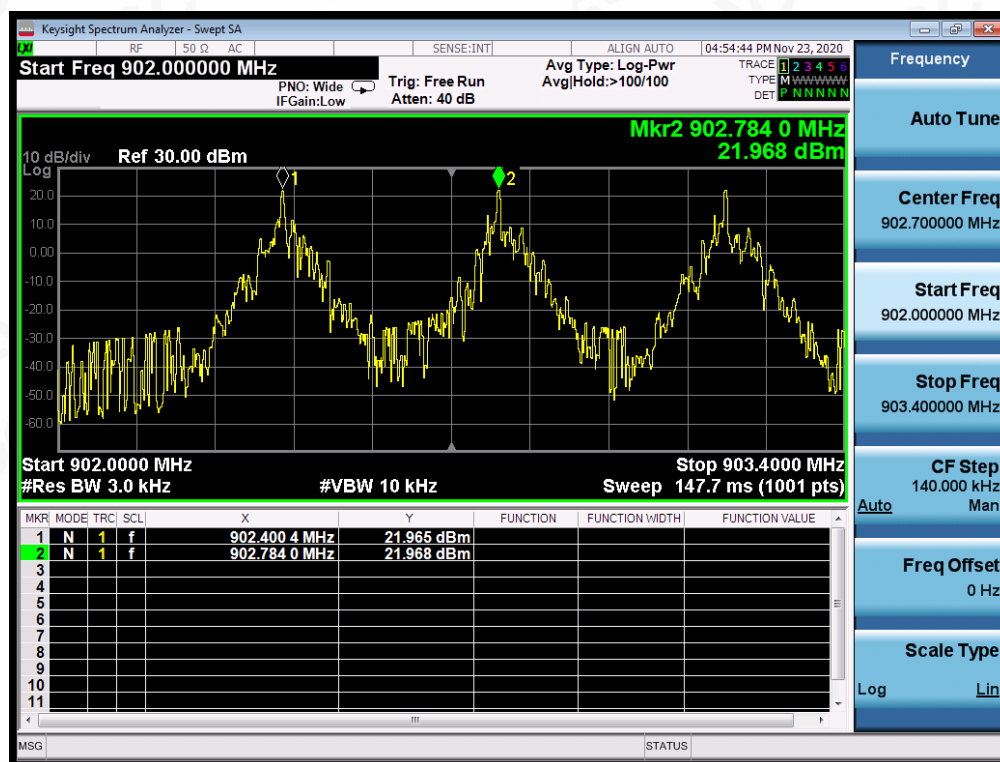 Keysight Spectrum Analyzer - Swept SA
LXI RF 50 Ω AC SENSE:INT ALIGN AUTO 04:54:44 PM Nov 23, 2020
Start Freq 902.000000 MHz
PNO: Wide
IFGain:Low
Trig: Free Run
Atten: 40 dB
Avg Type: Log-Pwr
Avg|Hold:>100/100
TRACE 1 2 3 4 5 6
TYPE M WWWWW
DET P N N N N N
Mkr2 902.784 0 MHz
21.968 dBm
10 dB/div Ref 30.00 dBm
Log
1
2
20.0
10.0
0.00
-10.0
-20.0
-30.0
-40.0
-50.0
-60.0
Start 902.0000 MHz Stop 903.4000 MHz
#Res BW 3.0 kHz #VBW 10 kHz Sweep 147.7 ms (1001 pts)
MKR MODE TRC SCL X Y FUNCTION FUNCTION WIDTH FUNCTION VALUE
1 N 1 f 902.400 4 MHz 21.965 dBm
2 N 1 f 902.784 0 MHz 21.968 dBm
3
4
5
6
7
8
9
10
11
MSG STATUS
Frequency
Auto Tune
Center Freq
902.700000 MHz
Start Freq
902.000000 MHz
Stop Freq
903.400000 MHz
CF Step
140.000 kHz
Auto Man
Freq Offset
0 Hz
Scale Type
Log Lin